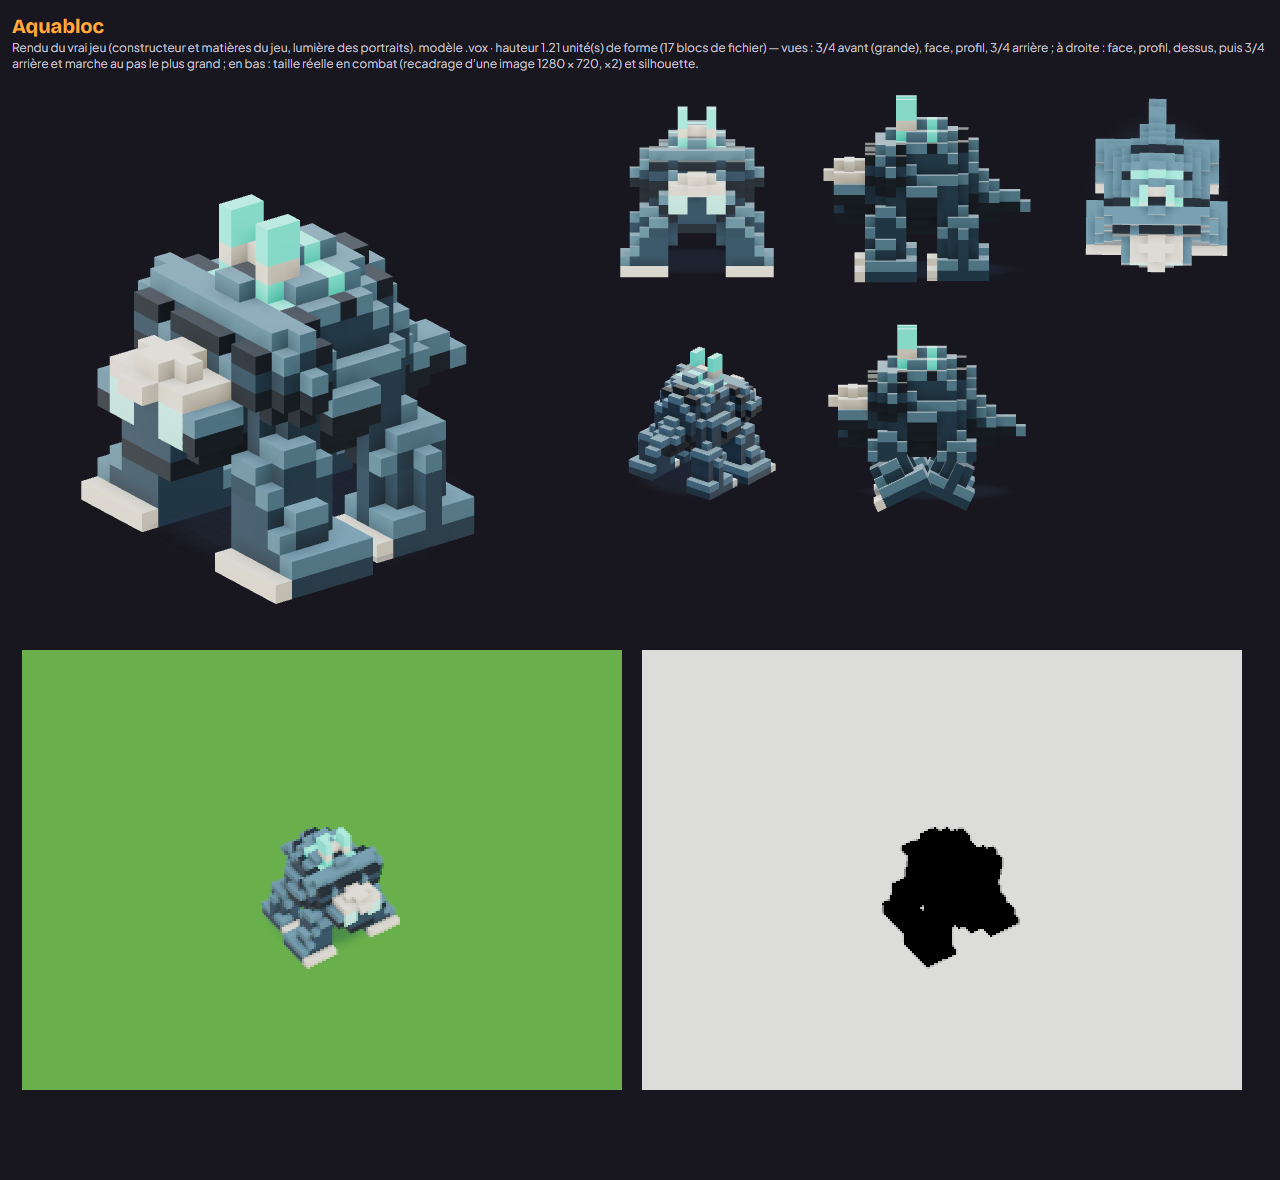 Aquabloc
Rendu du vrai jeu (constructeur et matières du jeu, lumière des portraits). modèle .vox · hauteur 1.21 unité(s) de forme (17 blocs de fichier) — vues : 3/4 avant (grande), face, profil, 3/4 arrière ; à droite : face, profil, dessus, puis 3/4
arrière et marche au pas le plus grand ; en bas : taille réelle en combat (recadrage d'une image 1280 × 720, ×2) et silhouette.